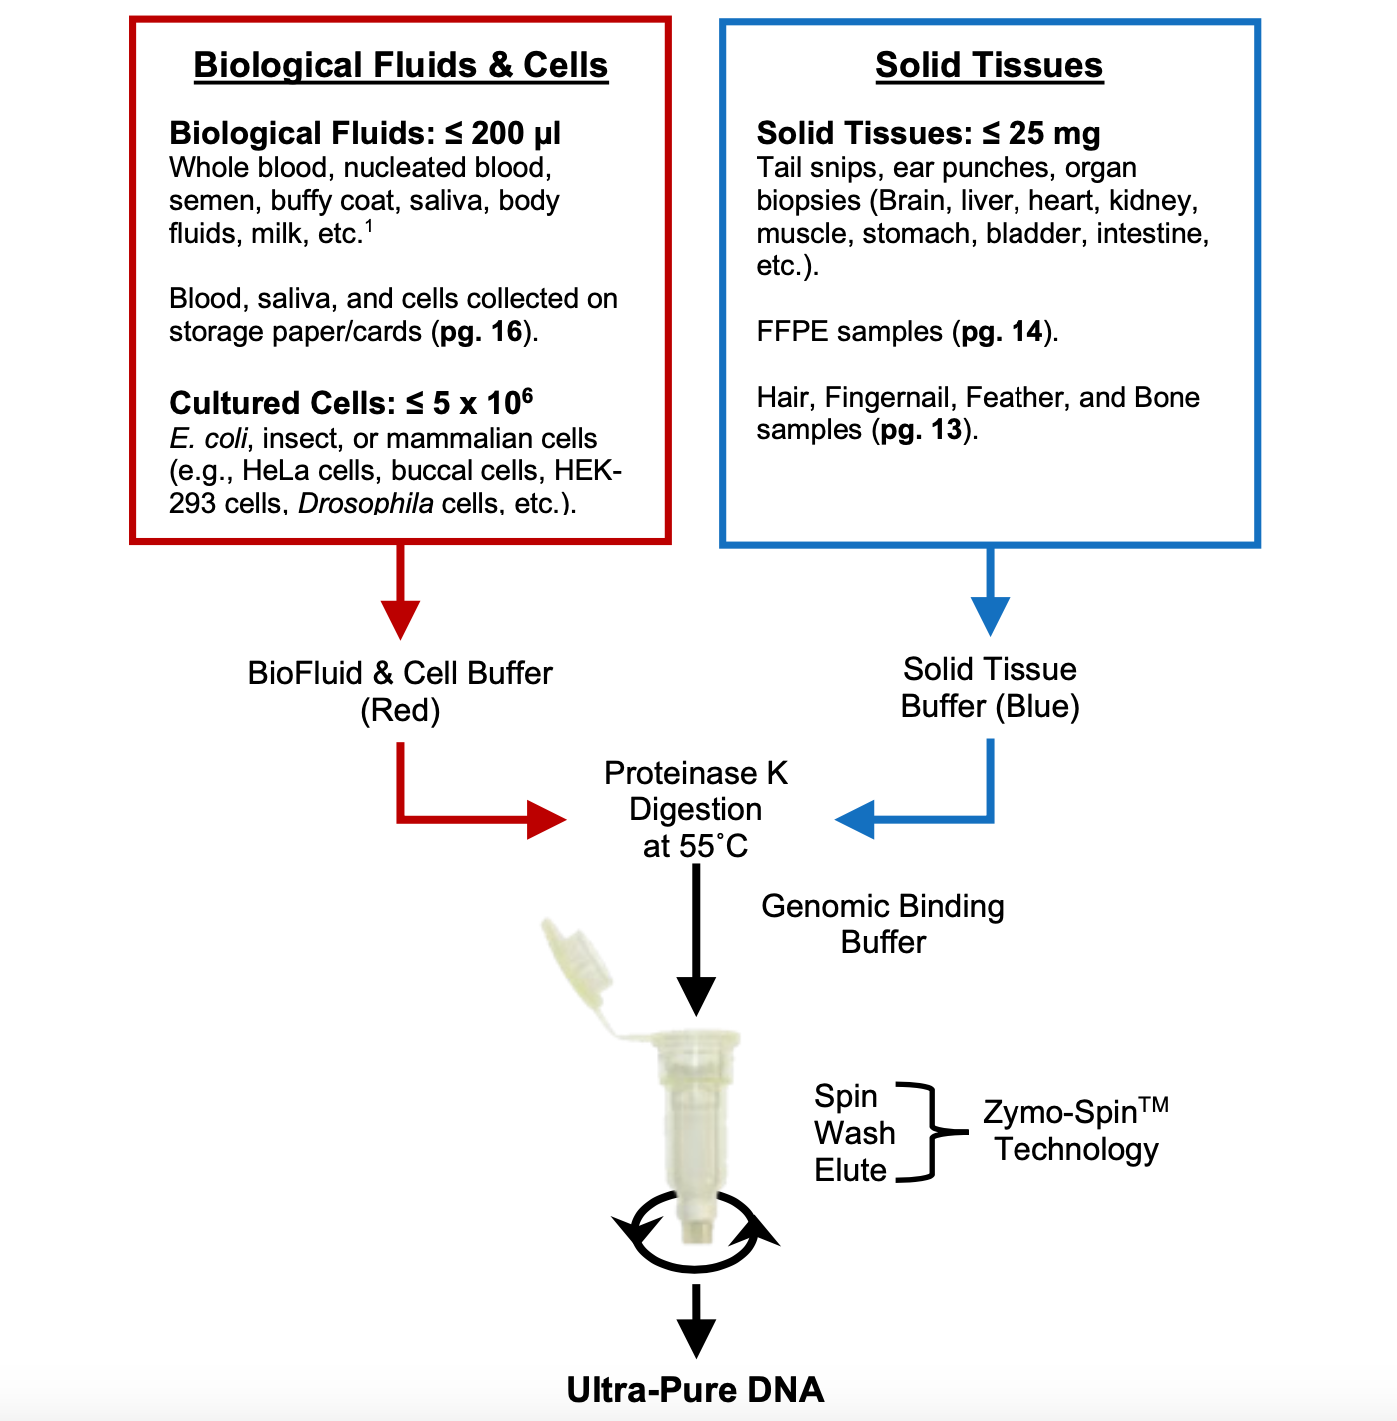 Biological Fluids & Cells
Biological Fluids: ≤ 200 µl
Whole blood, nucleated blood,
semen, buffy coat, saliva, body
fluids, milk, etc.¹
Blood, saliva, and cells collected on
storage paper/cards (pg. 16).
Cultured Cells: ≤ 5 x 10⁶
E. coli, insect, or mammalian cells
(e.g., HeLa cells, buccal cells, HEK-
293 cells, Drosophila cells, etc.).
Solid Tissues
Solid Tissues: ≤ 25 mg
Tail snips, ear punches, organ
biopsies (Brain, liver, heart, kidney,
muscle, stomach, bladder, intestine,
etc.).
FFPE samples (pg. 14).
Hair, Fingernail, Feather, and Bone
samples (pg. 13).
BioFluid & Cell Buffer
(Red)
Solid Tissue
Buffer (Blue)
Proteinase K
Digestion
at 55˚C
Genomic Binding
Buffer
Spin
Wash
Elute
Zymo-Spin™
Technology
Ultra-Pure DNA